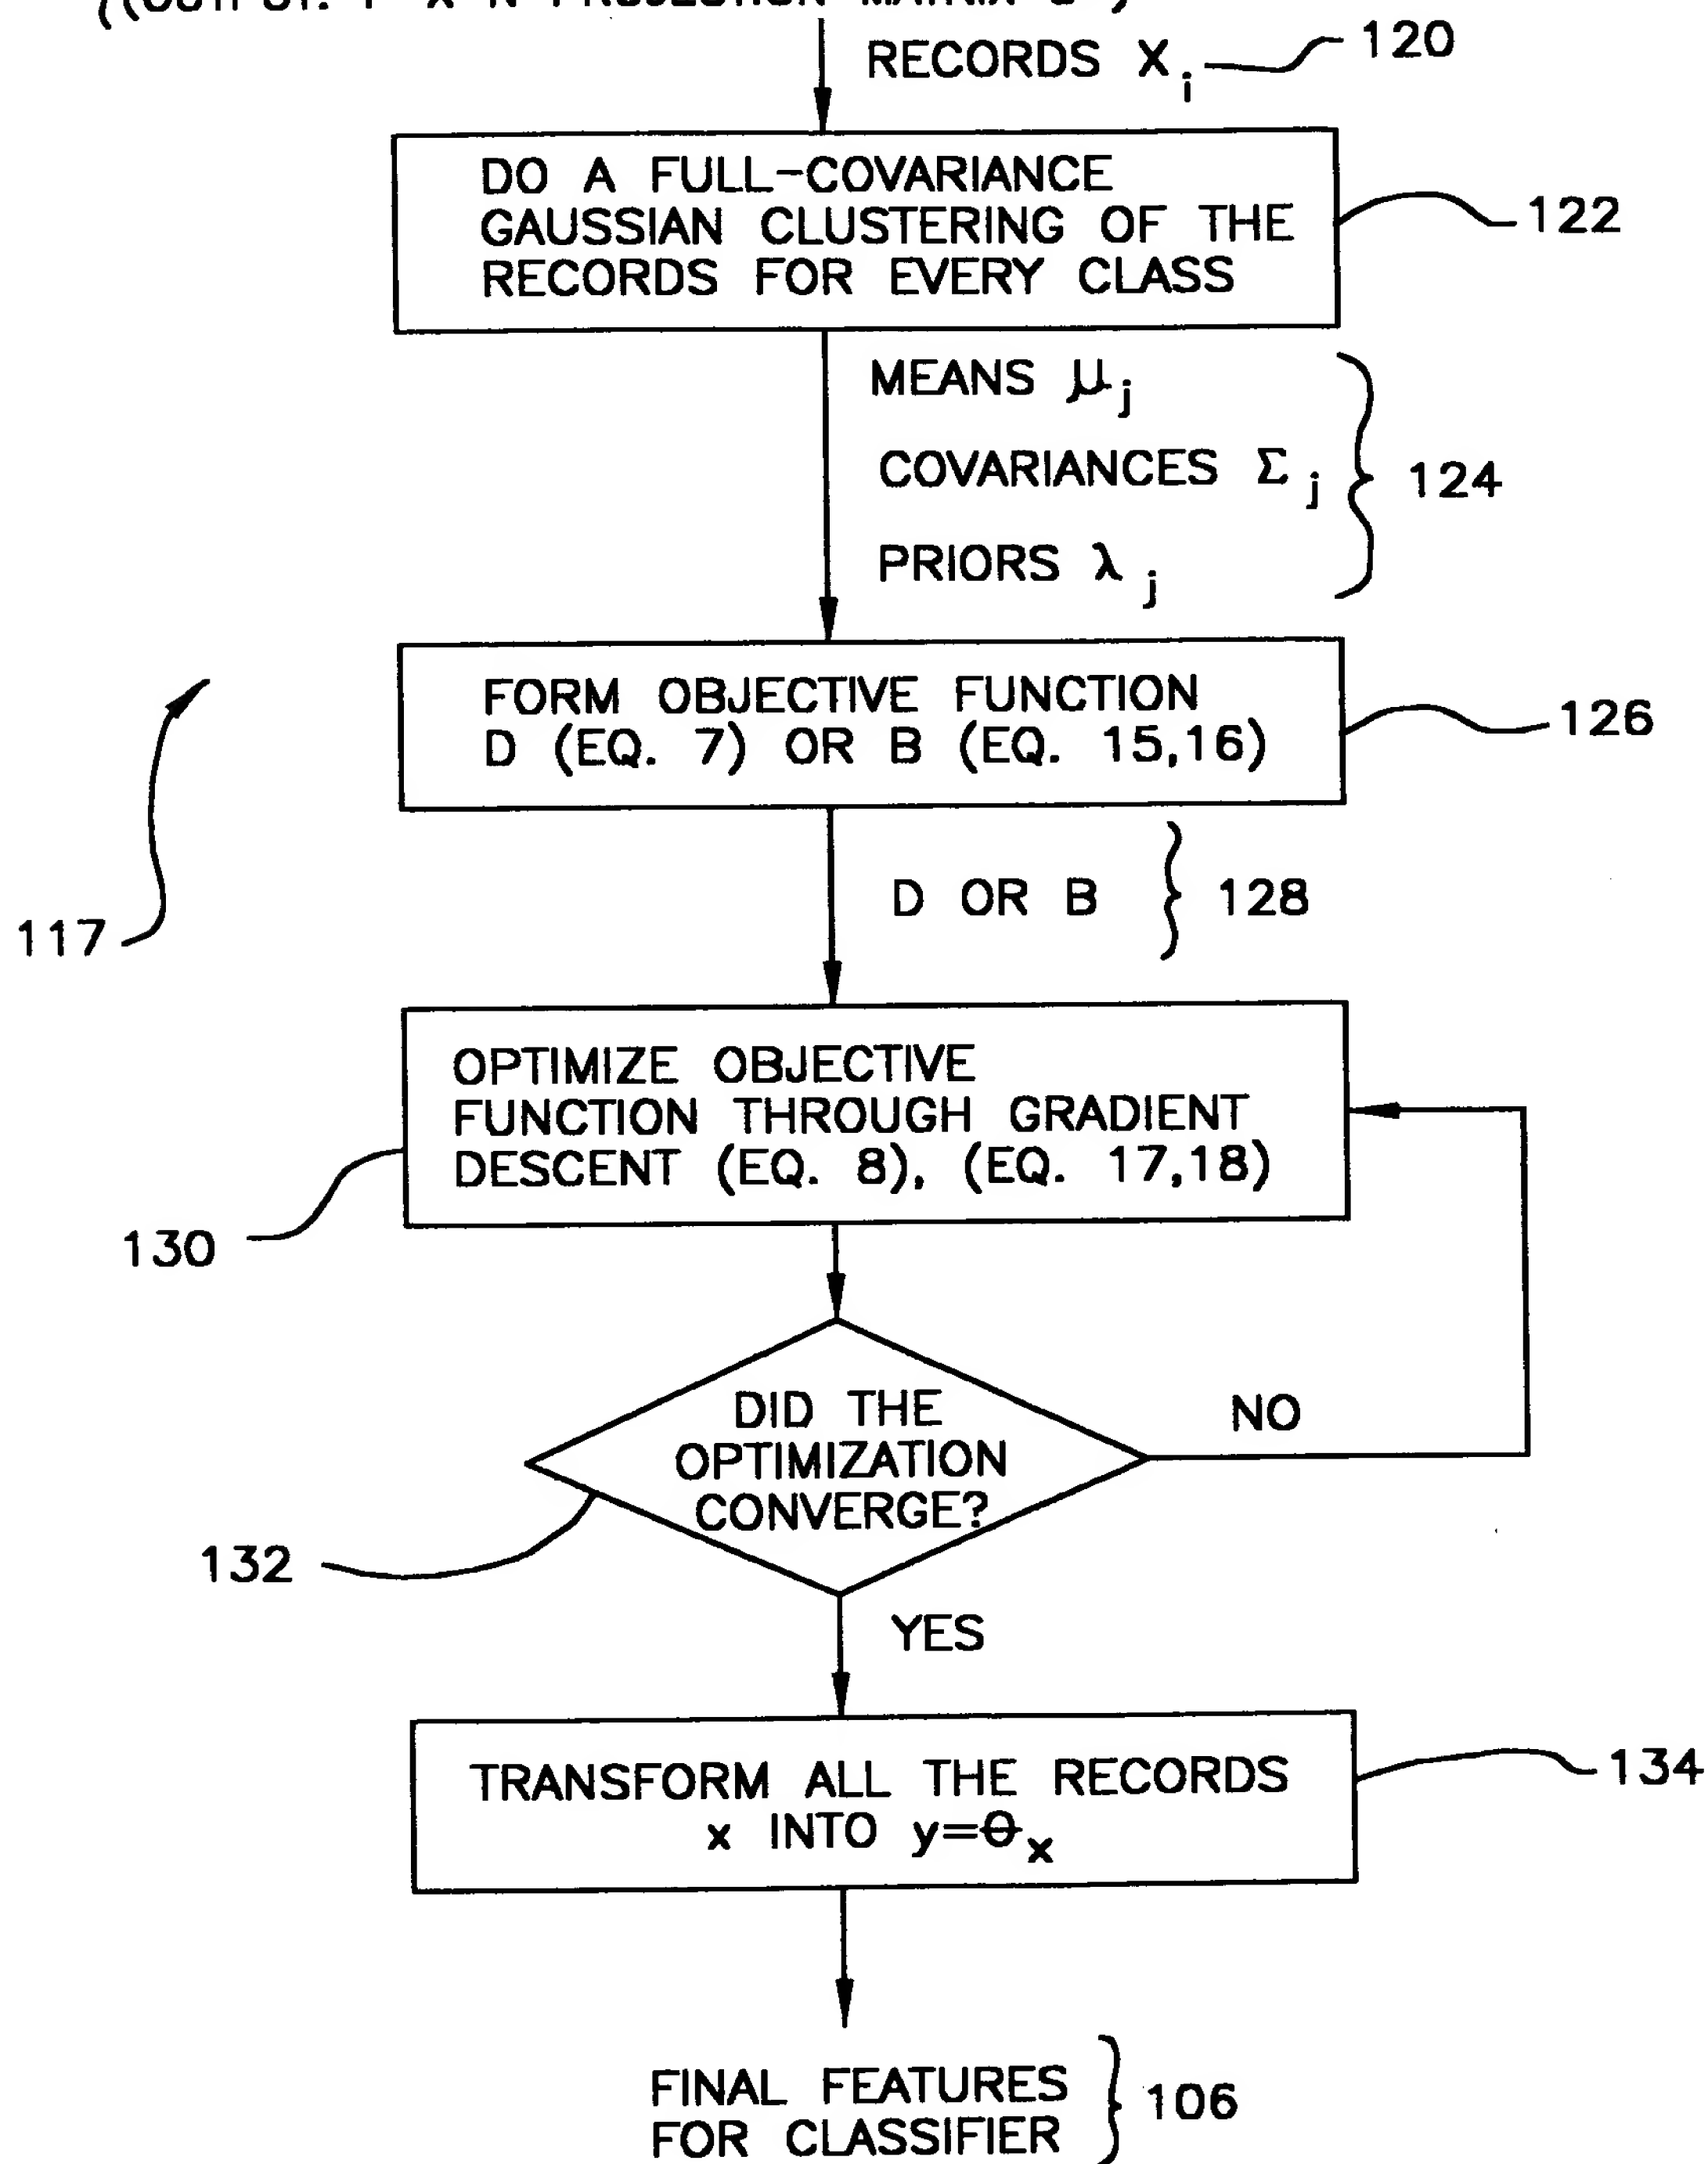 RECORDS X i 120
DO A FULL-COVARIANCE
GAUSSIAN CLUSTERING OF THE
RECORDS FOR EVERY CLASS
122
MEANS μ j
COVARIANCES Σ j
PRIORS λ j
124
FORM OBJECTIVE FUNCTION
D (EQ. 7) OR B (EQ. 15,16)
126
117
D OR B
128
OPTIMIZE OBJECTIVE
FUNCTION THROUGH GRADIENT
DESCENT (EQ. 8), (EQ. 17,18)
130
DID THE
OPTIMIZATION
CONVERGE?
NO
132
YES
TRANSFORM ALL THE RECORDS
x INTO y=θx
134
FINAL FEATURES
FOR CLASSIFIER
106